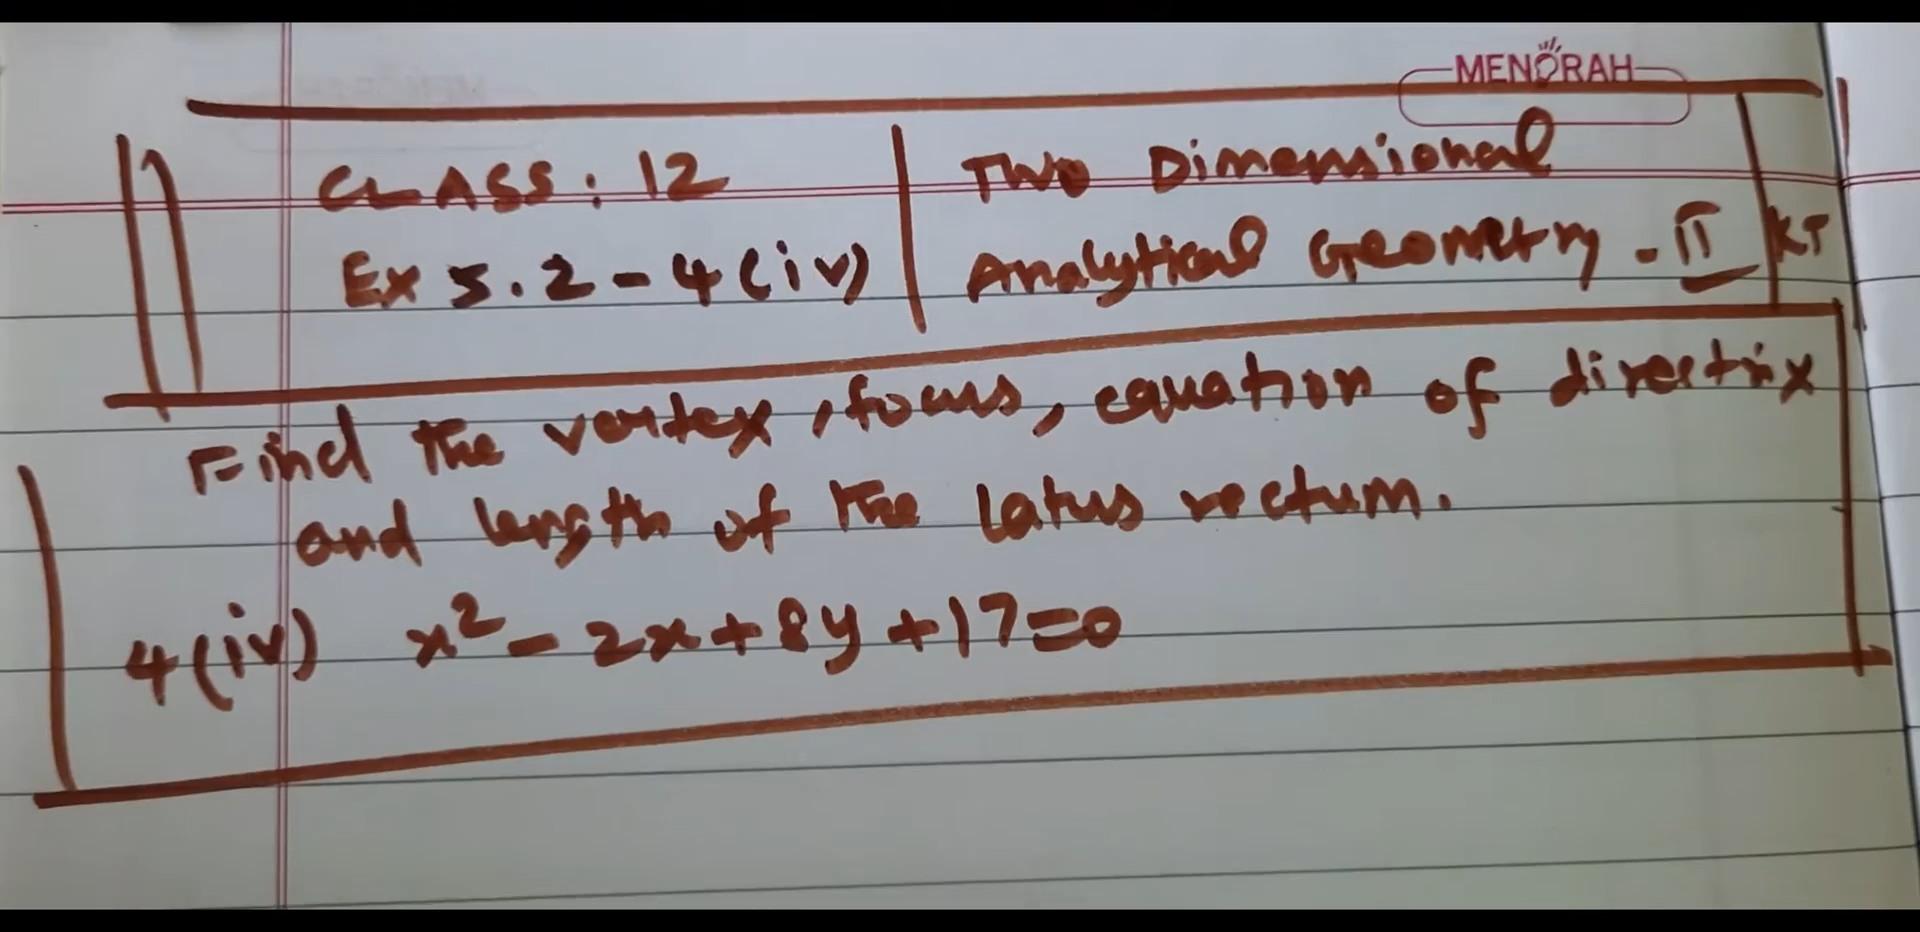 MENORAH
CLASS: 12
Ex 5.2-4(iv)
Two Dimensional
Analytical Geometry - II
KT
Find the vertex, focus, equation of directrix
and length of the latus rectum.
4(iv) x² - 2x + 8y + 17 = 0